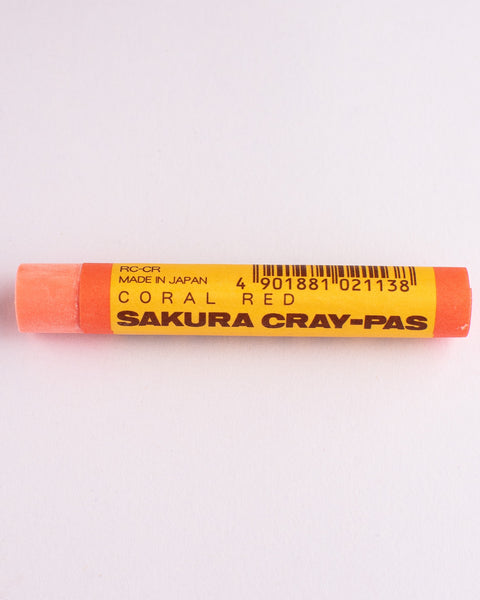 RC-CR
MADE IN JAPAN
4 901881 021138
CORAL RED
SAKURA CRAY-PAS